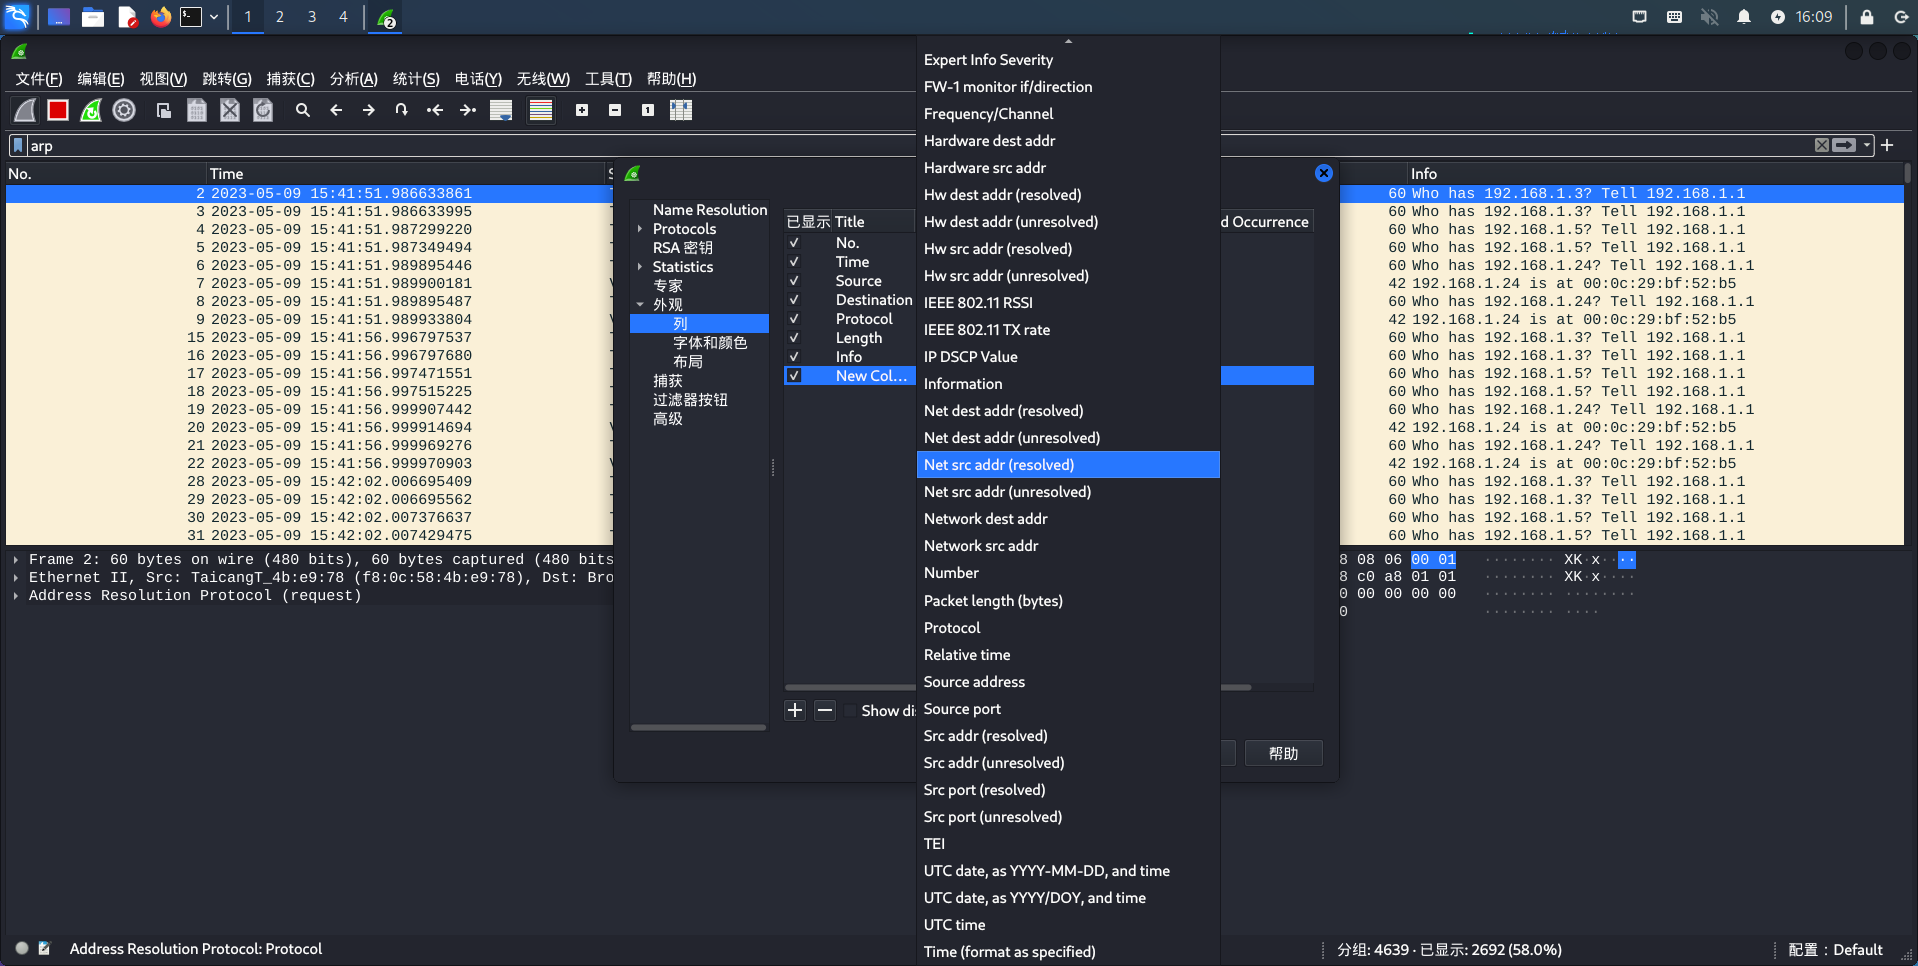 1 2 3 4 2 16:09
文件(F) 编辑(E) 视图(V) 跳转(G) 捕获(C) 分析(A) 统计(S) 电话(Y) 无线(W) 工具(T) 帮助(H)
arp
No. Time Info
2 2023-05-09 15:41:51.986633861 60 Who has 192.168.1.3? Tell 192.168.1.1
3 2023-05-09 15:41:51.986633995 60 Who has 192.168.1.3? Tell 192.168.1.1
4 2023-05-09 15:41:51.987299220 60 Who has 192.168.1.5? Tell 192.168.1.1
5 2023-05-09 15:41:51.987349494 60 Who has 192.168.1.5? Tell 192.168.1.1
6 2023-05-09 15:41:51.989895446 60 Who has 192.168.1.24? Tell 192.168.1.1
7 2023-05-09 15:41:51.989900181 42 192.168.1.24 is at 00:0c:29:bf:52:b5
8 2023-05-09 15:41:51.989895487 60 Who has 192.168.1.24? Tell 192.168.1.1
9 2023-05-09 15:41:51.989933804 42 192.168.1.24 is at 00:0c:29:bf:52:b5
15 2023-05-09 15:41:56.996797537 60 Who has 192.168.1.3? Tell 192.168.1.1
16 2023-05-09 15:41:56.996797680 60 Who has 192.168.1.3? Tell 192.168.1.1
17 2023-05-09 15:41:56.997471551 60 Who has 192.168.1.5? Tell 192.168.1.1
18 2023-05-09 15:41:56.997515225 60 Who has 192.168.1.5? Tell 192.168.1.1
19 2023-05-09 15:41:56.999907442 60 Who has 192.168.1.24? Tell 192.168.1.1
20 2023-05-09 15:41:56.999914694 42 192.168.1.24 is at 00:0c:29:bf:52:b5
21 2023-05-09 15:41:56.999969276 60 Who has 192.168.1.24? Tell 192.168.1.1
22 2023-05-09 15:41:56.999970903 42 192.168.1.24 is at 00:0c:29:bf:52:b5
28 2023-05-09 15:42:02.006695409 60 Who has 192.168.1.3? Tell 192.168.1.1
29 2023-05-09 15:42:02.006695562 60 Who has 192.168.1.3? Tell 192.168.1.1
30 2023-05-09 15:42:02.007376637 60 Who has 192.168.1.5? Tell 192.168.1.1
31 2023-05-09 15:42:02.007429475 60 Who has 192.168.1.5? Tell 192.168.1.1
Frame 2: 60 bytes on wire (480 bits), 60 bytes captured (480 bits
Ethernet II, Src: TaicangT_4b:e9:78 (f8:0c:58:4b:e9:78), Dst: Bro
Address Resolution Protocol (request)
8 08 06 00 01 ········ XK·x····
8 c0 a8 01 01 ········ XK·x····
0 00 00 00 00 ········ ········
0 ········ ····
Name Resolution
Protocols
RSA 密钥
Statistics
专家
外观
列
字体和颜色
布局
捕获
过滤器按钮
高级
已显示 Title d Occurrence
No.
Time
Source
Destination
Protocol
Length
Info
New Col...
Show di
帮助
Expert Info Severity
FW-1 monitor if/direction
Frequency/Channel
Hardware dest addr
Hardware src addr
Hw dest addr (resolved)
Hw dest addr (unresolved)
Hw src addr (resolved)
Hw src addr (unresolved)
IEEE 802.11 RSSI
IEEE 802.11 TX rate
IP DSCP Value
Information
Net dest addr (resolved)
Net dest addr (unresolved)
Net src addr (resolved)
Net src addr (unresolved)
Network dest addr
Network src addr
Number
Packet length (bytes)
Protocol
Relative time
Source address
Source port
Src addr (resolved)
Src addr (unresolved)
Src port (resolved)
Src port (unresolved)
TEI
UTC date, as YYYY-MM-DD, and time
UTC date, as YYYY/DOY, and time
UTC time
Time (format as specified)
Address Resolution Protocol: Protocol 分组: 4639 · 已显示: 2692 (58.0%) 配置：Default